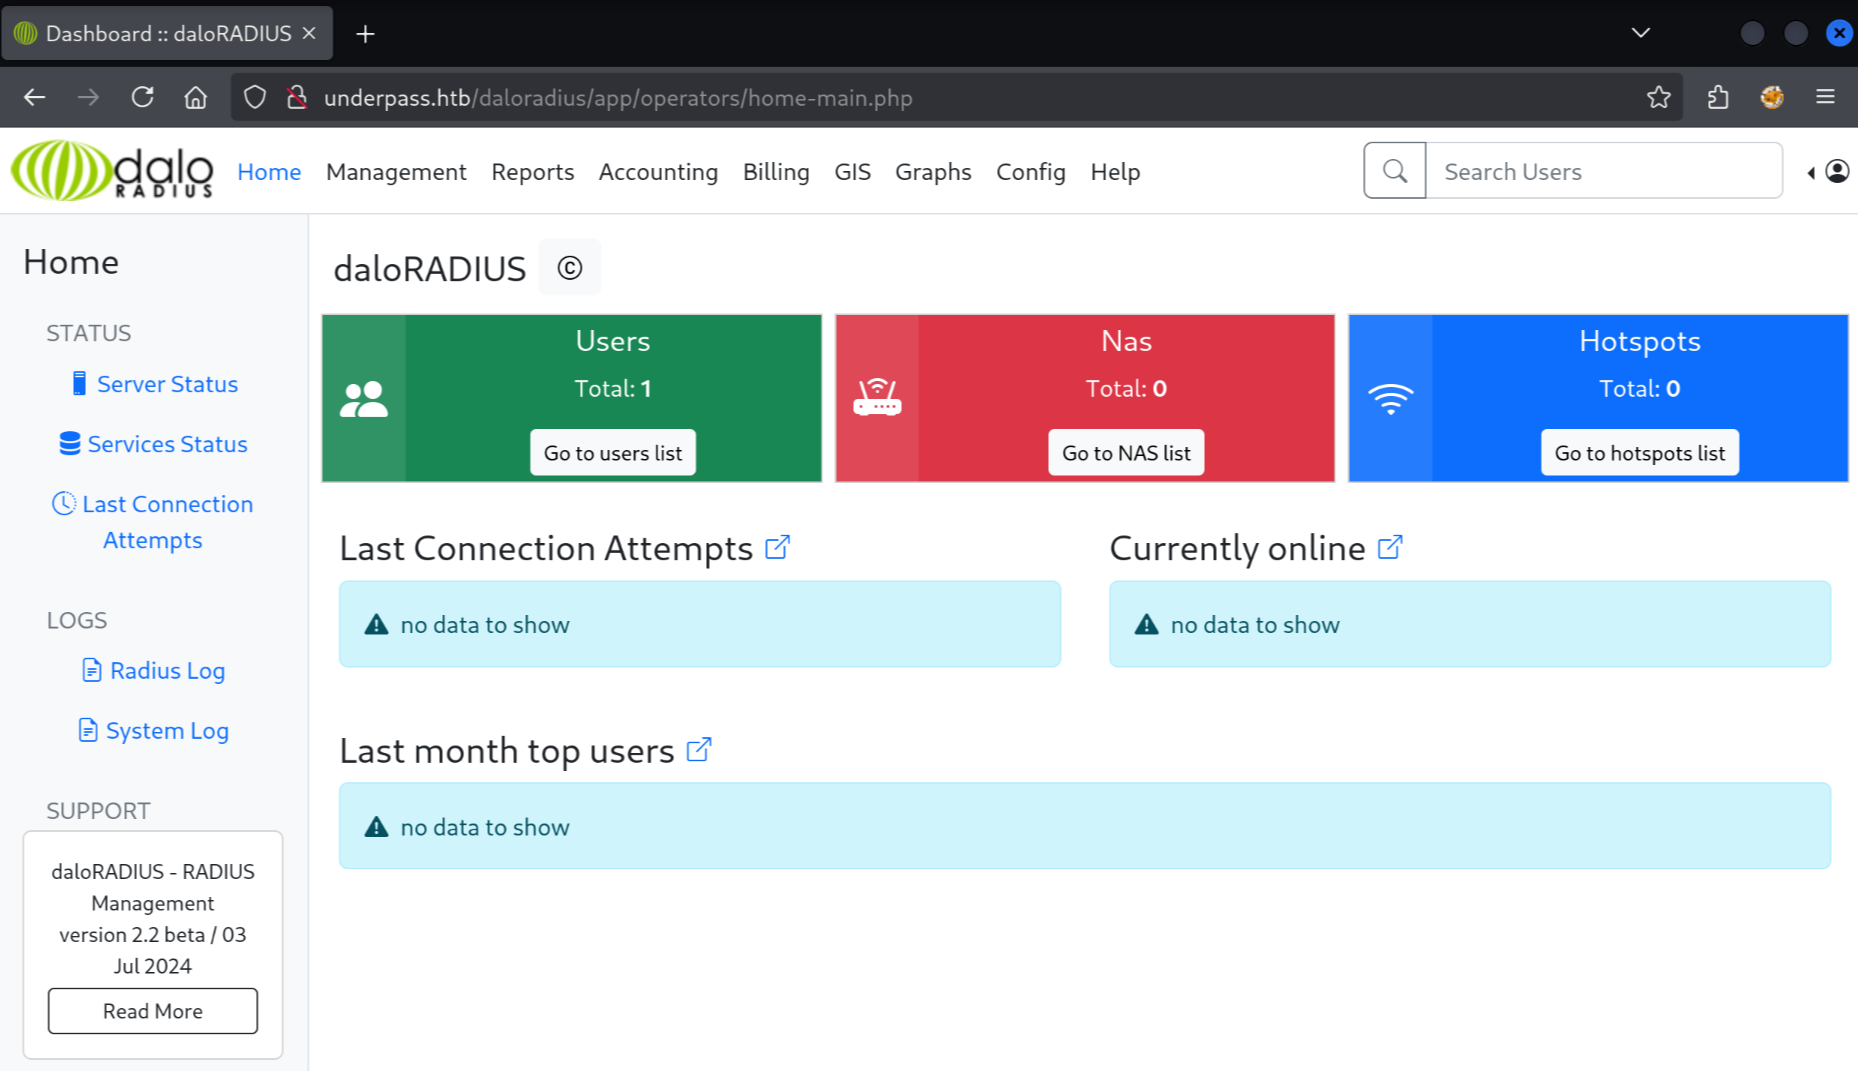 Dashboard :: daloRADIUS
underpass.htb/daloradius/app/operators/home-main.php
dalo RADIUS
Home Management Reports Accounting Billing GIS Graphs Config Help
Search Users
Home
STATUS
Server Status
Services Status
Last Connection
Attempts
LOGS
Radius Log
System Log
SUPPORT
daloRADIUS - RADIUS
Management
version 2.2 beta / 03
Jul 2024
Read More
daloRADIUS ©
Users
Total: 1
Go to users list
Nas
Total: 0
Go to NAS list
Hotspots
Total: 0
Go to hotspots list
Last Connection Attempts
no data to show
Currently online
no data to show
Last month top users
no data to show